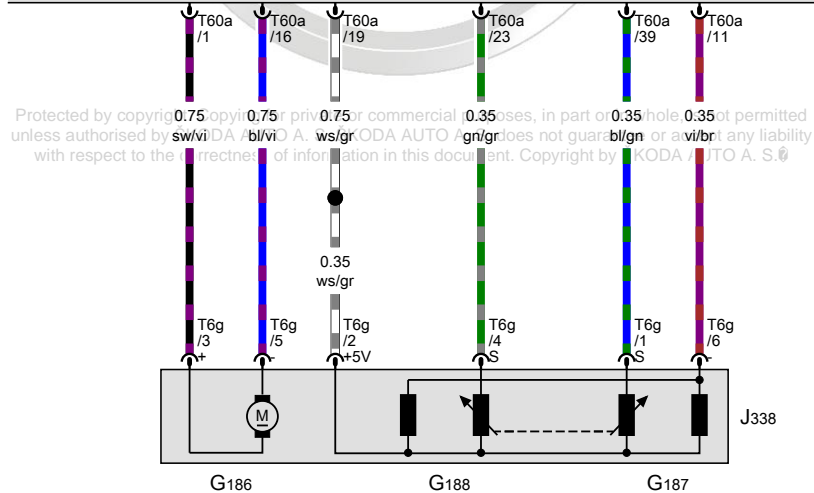 T60a T60a T60a T60a T60a T60a
/1 /16 /19 /23 /39 /11
Protected by copyright. Copying for private or commercial purposes, in part or in whole, is not permitted
0.75 0.75 0.75 0.35 0.35 0.35
unless authorised by ŠKODA AUTO A. S. ŠKODA AUTO A. S. does not guarantee or accept any liability
sw/vi bl/vi ws/gr gn/gr bl/gn vi/br
with respect to the correctness of information in this document. Copyright by ŠKODA AUTO A. S.�
0.35
ws/gr
T6g T6g T6g T6g T6g T6g
/3 /5 /2 /4 /1 /6
+ - +5V S S -
M
J338
G186 G188 G187